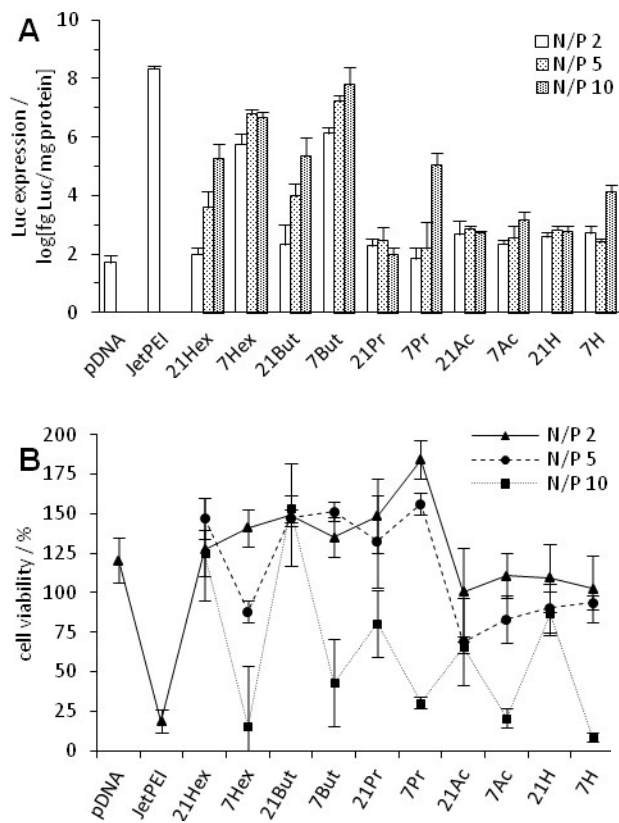 A
Luc expression /
log[fg Luc/mg protein]
10
8
6
4
2
0
N/P 2
N/P 5
N/P 10
pDNA
JetPEI
21Hex
7Hex
21But
7But
21Pr
7Pr
21Ac
7Ac
21H
7H
B
cell viability / %
200
175
150
125
100
75
50
25
0
N/P 2
N/P 5
N/P 10
pDNA
JetPEI
21Hex
7Hex
21But
7But
21Pr
7Pr
21Ac
7Ac
21H
7H